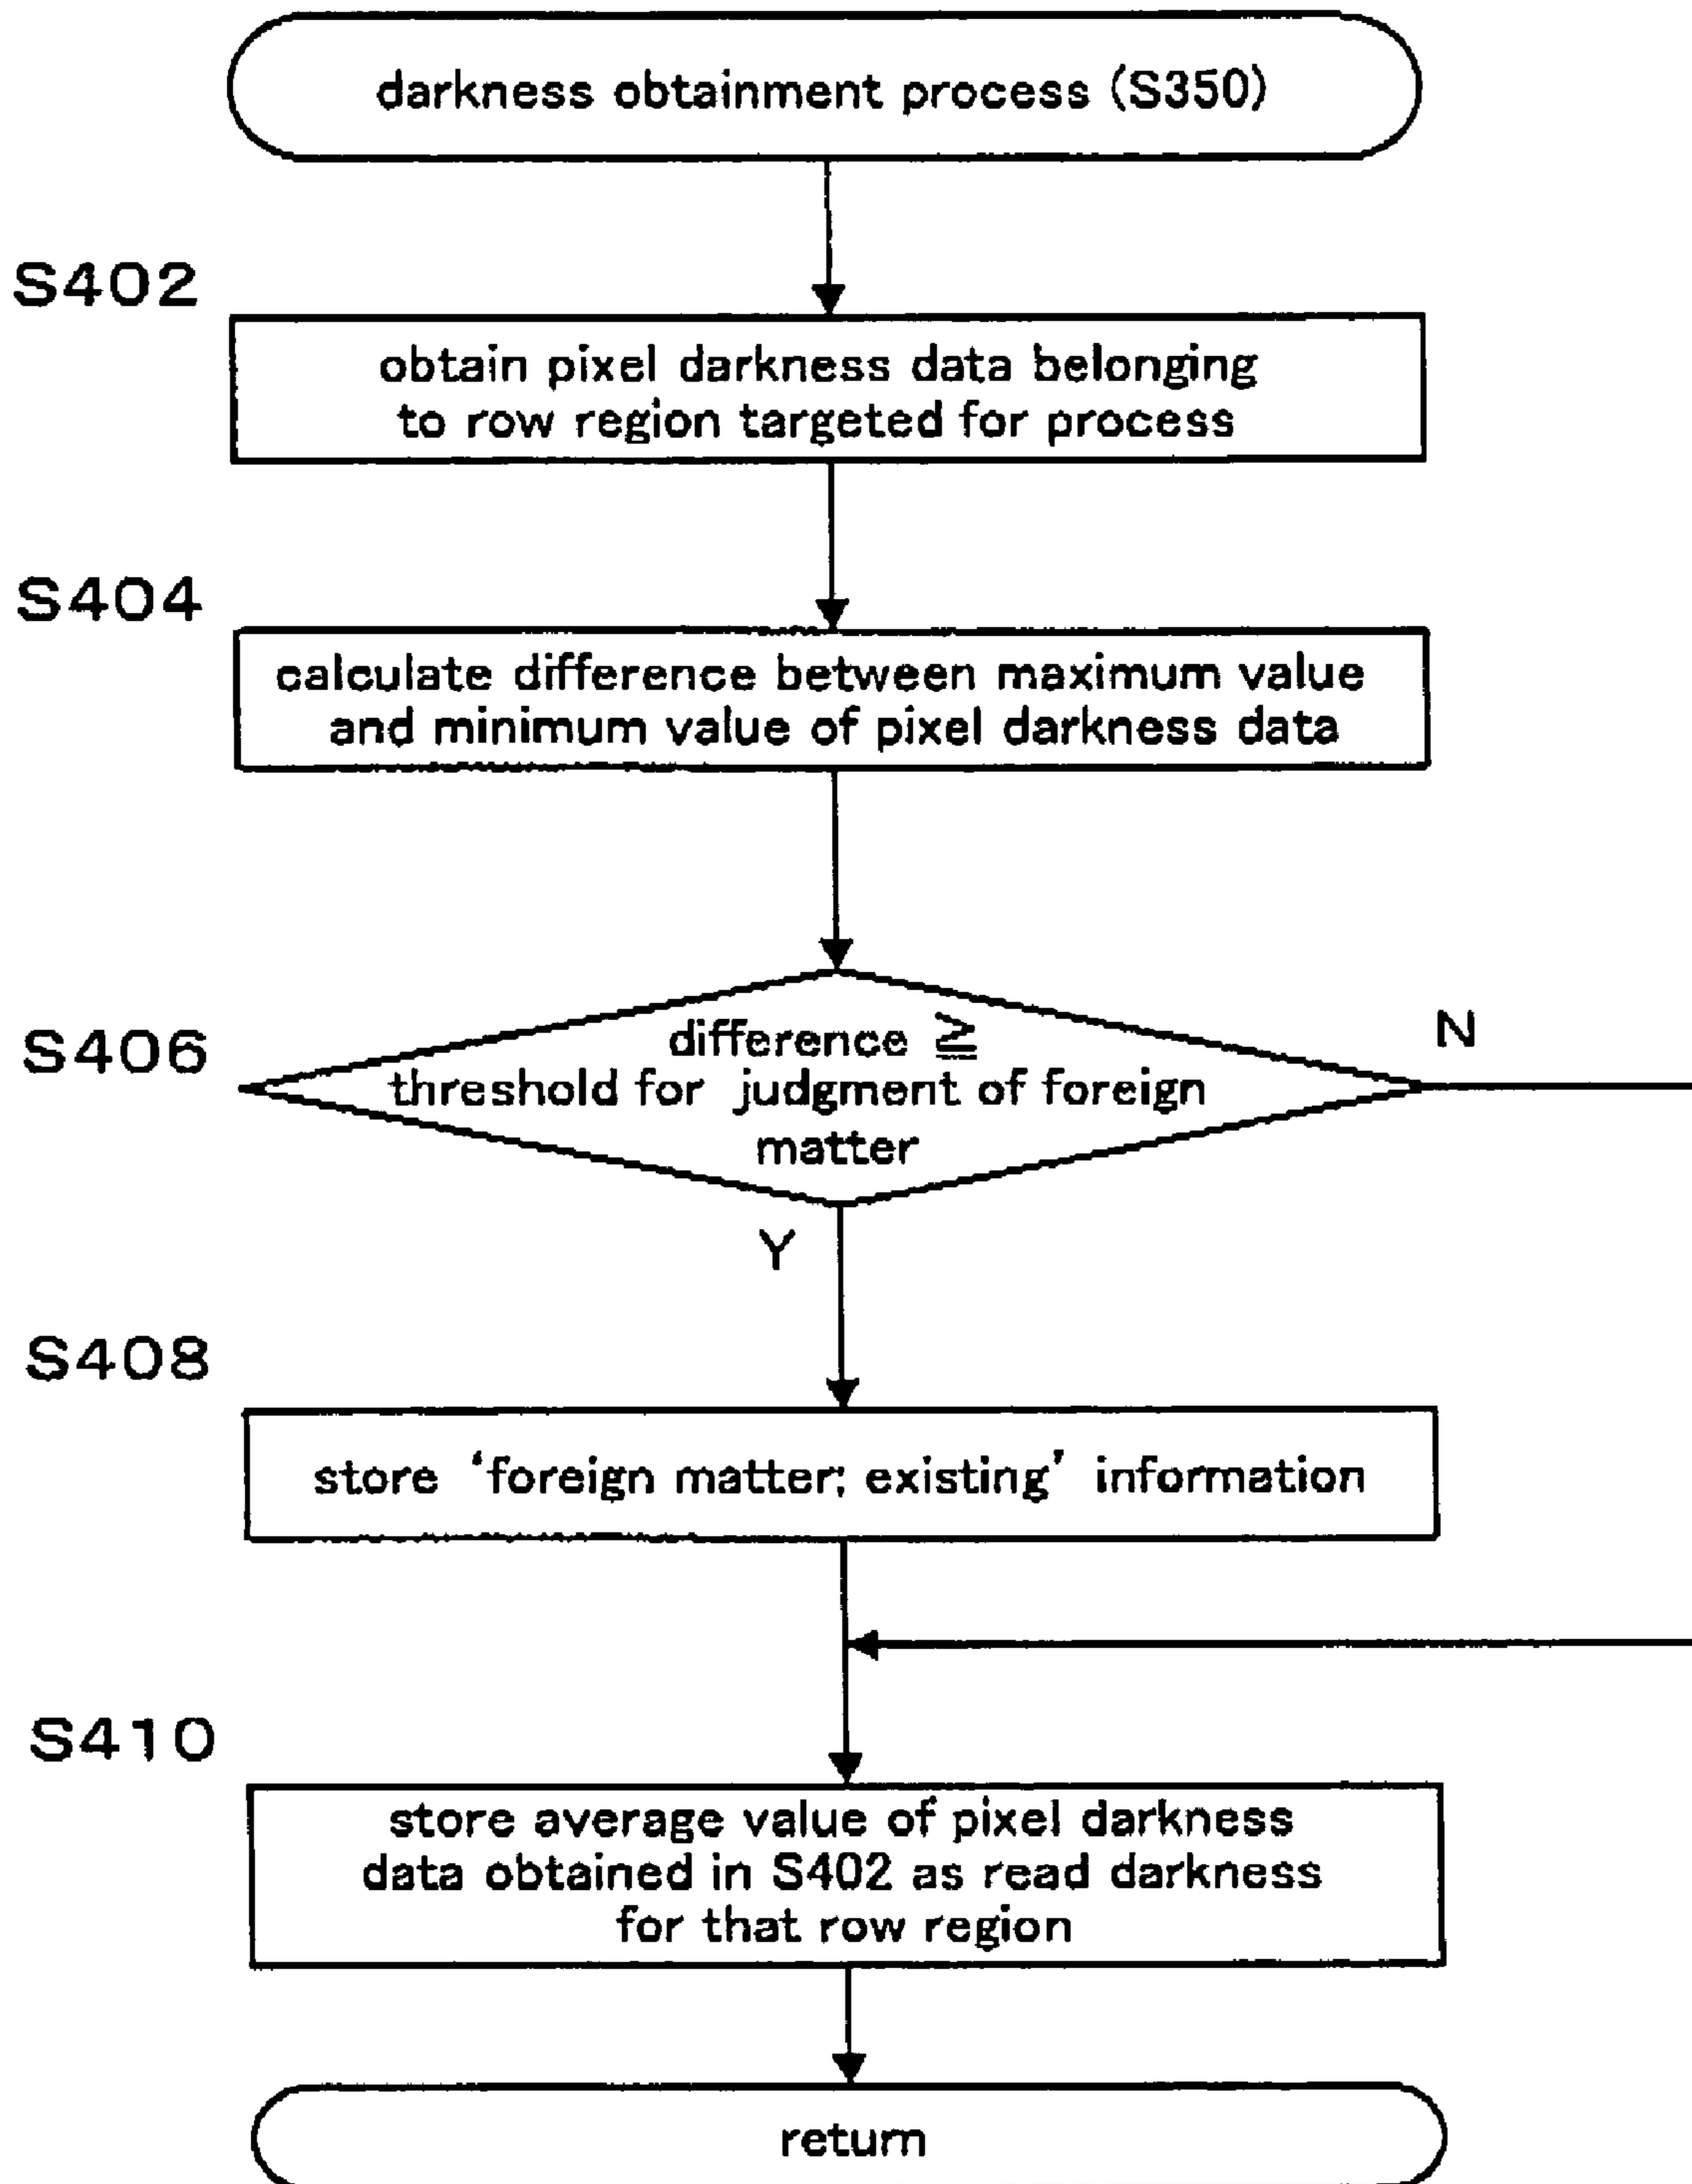 darkness obtainment process (S350)
S402
obtain pixel darkness data belonging
to row region targeted for process
S404
calculate difference between maximum value
and minimum value of pixel darkness data
S406
difference ≧
threshold for judgment of foreign
matter
N
Y
S408
store ‘foreign matter: existing’ information
S410
store average value of pixel darkness
data obtained in S402 as read darkness
for that row region
return